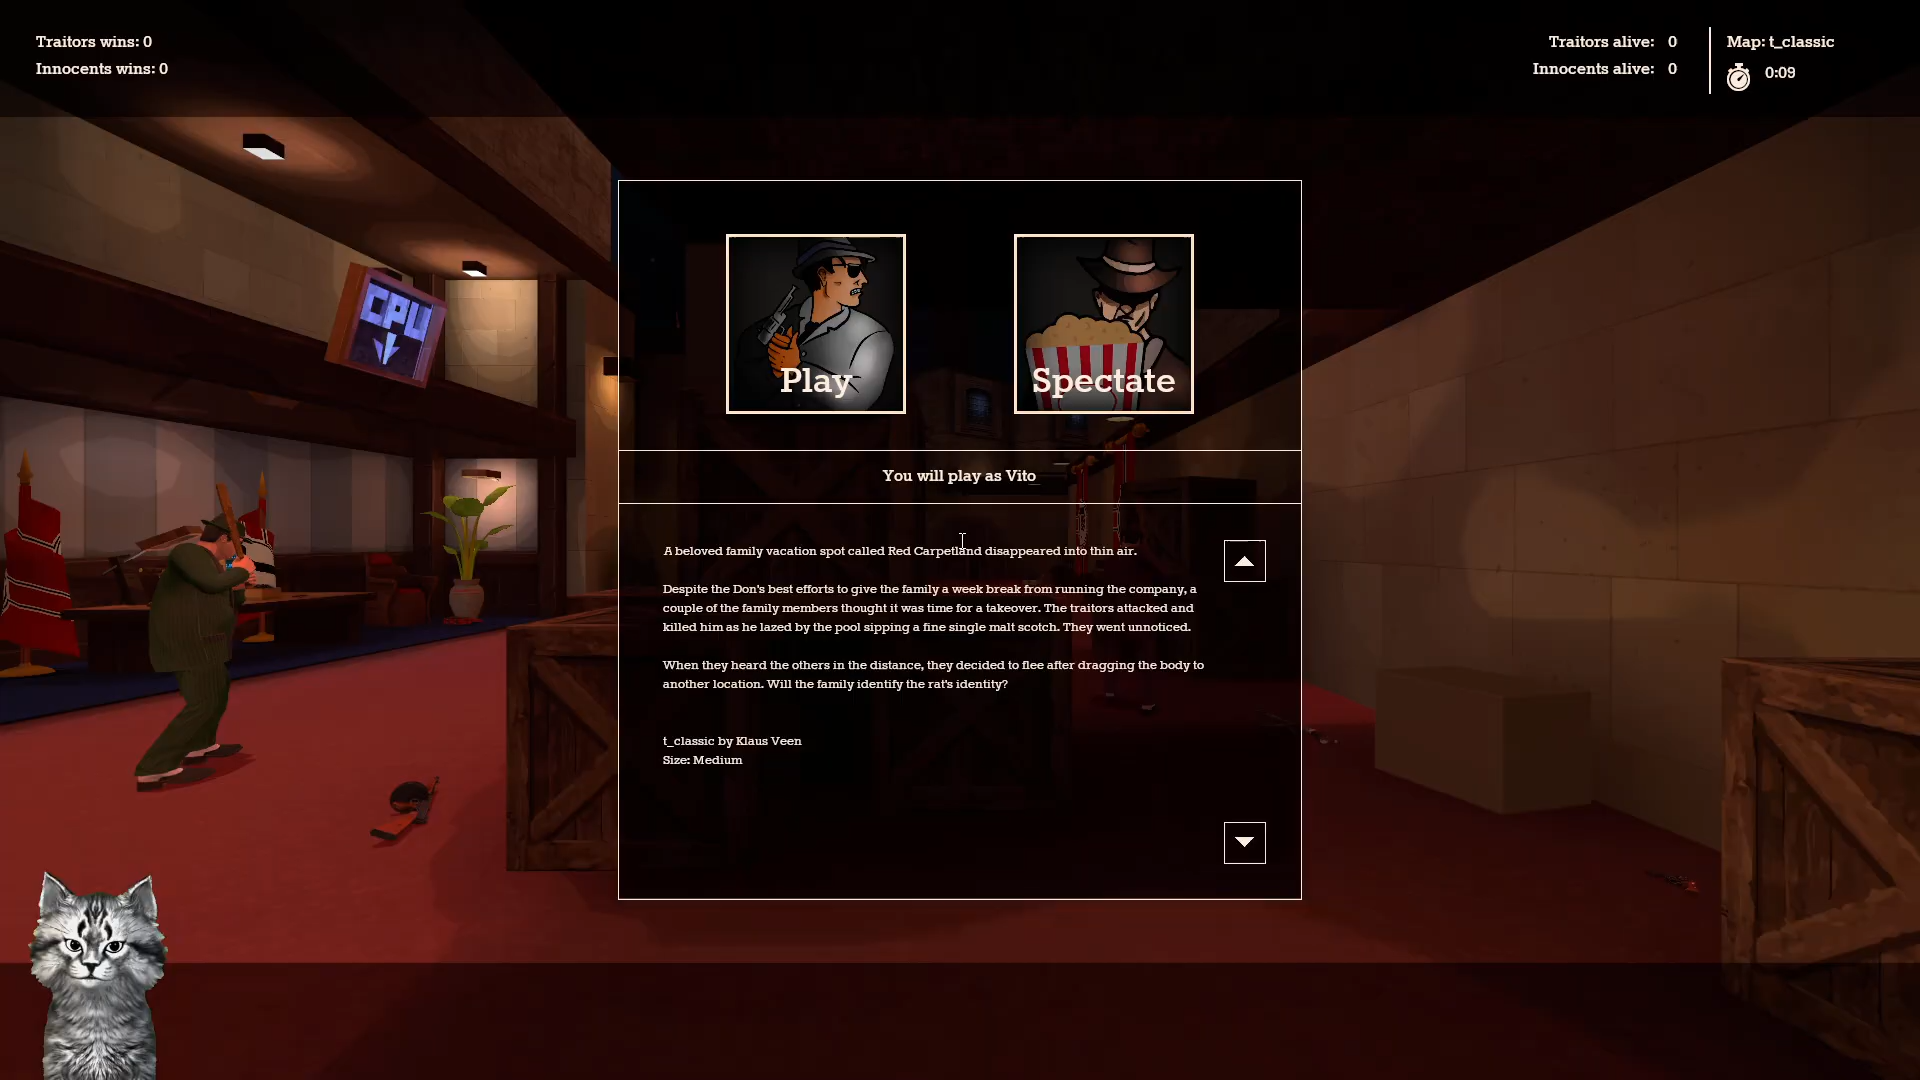 Traitors wins: 0
Innocents wins: 0
Traitors alive: 0
Innocents alive: 0
Map: t_classic
0:09
CPU
Play
Spectate
You will play as Vito
A beloved family vacation spot called Red Carpetland disappeared into thin air.
Despite the Don's best efforts to give the family a week break from running the company, a
couple of the family members thought it was time for a takeover. The traitors attacked and
killed him as he lazed by the pool sipping a fine single malt scotch. They went unnoticed.
When they heard the others in the distance, they decided to flee after dragging the body to
another location. Will the family identify the rat's identity?
t_classic by Klaus Veen
Size: Medium